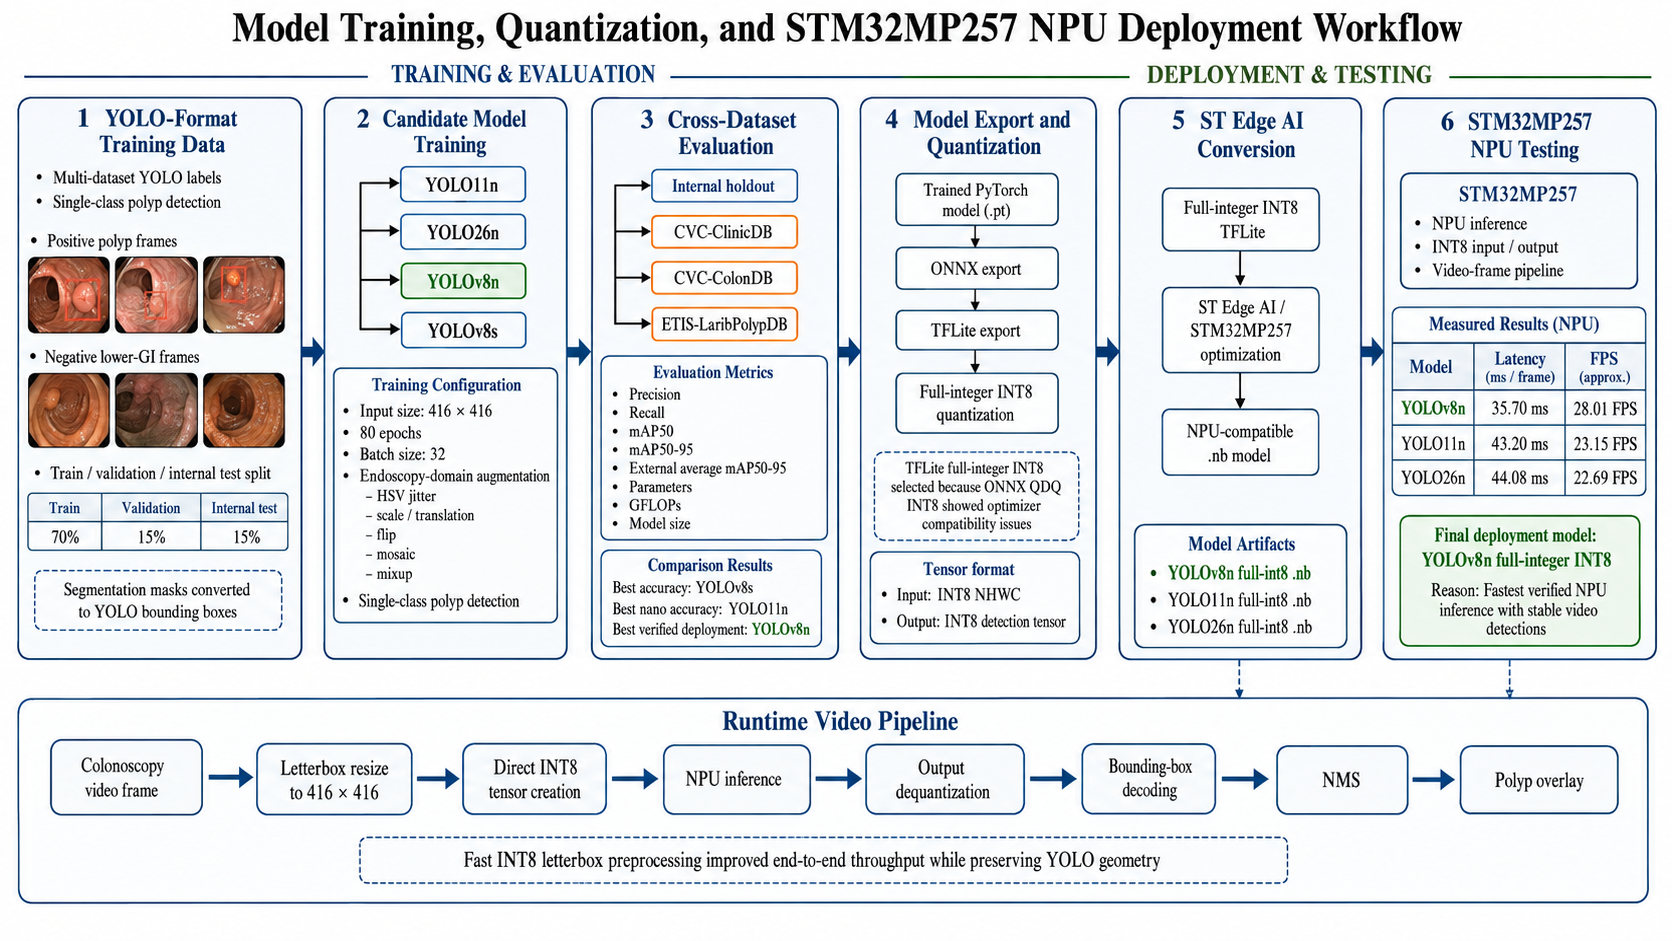 Model Training, Quantization, and STM32MP257 NPU Deployment Workflow
TRAINING & EVALUATION
DEPLOYMENT & TESTING
1 YOLO-Format
Training Data
• Multi-dataset YOLO labels
• Single-class polyp detection
• Positive polyp frames
• Negative lower-GI frames
• Train / validation / internal test split
Train Validation Internal test
70% 15% 15%
Segmentation masks converted
to YOLO bounding boxes
2 Candidate Model
Training
YOLO11n
YOLO26n
YOLOv8n
YOLOv8s
Training Configuration
• Input size: 416 × 416
• 80 epochs
• Batch size: 32
• Endoscopy-domain augmentation
– HSV jitter
– scale / translation
– flip
– mosaic
– mixup
• Single-class polyp detection
3 Cross-Dataset
Evaluation
Internal holdout
CVC-ClinicDB
CVC-ColonDB
ETIS-LaribPolypDB
Evaluation Metrics
• Precision
• Recall
• mAP50
• mAP50-95
• External average mAP50-95
• Parameters
• GFLOPs
• Model size
Comparison Results
Best accuracy: YOLOv8s
Best nano accuracy: YOLO11n
Best verified deployment: YOLOv8n
4 Model Export and
Quantization
Trained PyTorch
model (.pt)
ONNX export
TFLite export
Full-integer INT8
quantization
TFLite full-integer INT8
selected because ONNX QDQ
INT8 showed optimizer
compatibility issues
Tensor format
• Input: INT8 NHWC
• Output: INT8 detection tensor
5 ST Edge AI
Conversion
Full-integer INT8
TFLite
ST Edge AI /
STM32MP257
optimization
NPU-compatible
.nb model
Model Artifacts
• YOLOv8n full-int8 .nb
• YOLO11n full-int8 .nb
• YOLO26n full-int8 .nb
6 STM32MP257
NPU Testing
STM32MP257
• NPU inference
• INT8 input / output
• Video-frame pipeline
Measured Results (NPU)
Model Latency (ms / frame) FPS (approx.)
YOLOv8n 35.70 ms 28.01 FPS
YOLO11n 43.20 ms 23.15 FPS
YOLO26n 44.08 ms 22.69 FPS
Final deployment model:
YOLOv8n full-integer INT8
Reason: Fastest verified NPU
inference with stable video
detections
Runtime Video Pipeline
Colonoscopy
video frame
Letterbox resize
to 416 × 416
Direct INT8
tensor creation
NPU inference
Output
dequantization
Bounding-box
decoding
NMS
Polyp overlay
Fast INT8 letterbox preprocessing improved end-to-end throughput while preserving YOLO geometry